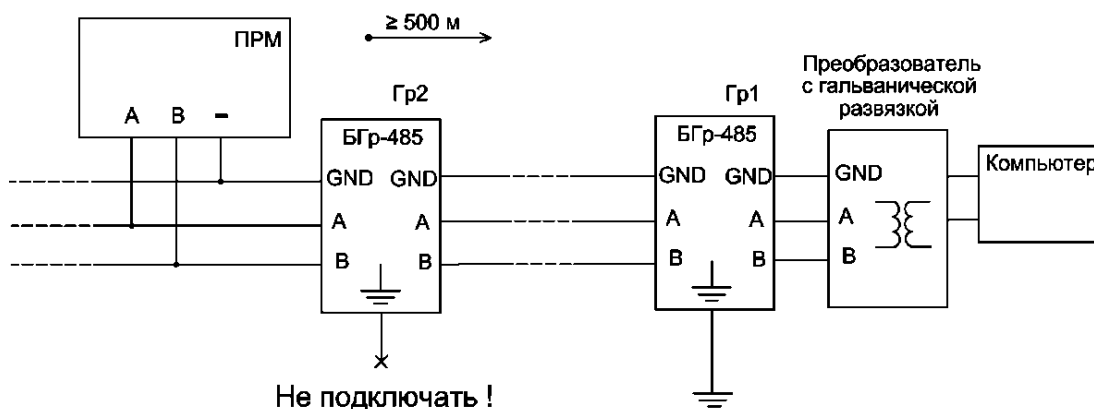 ≥ 500 м
ПРМ
A B –
Гр2
БГр-485
GND GND
A A
B B
Не подключать !
Гр1
БГр-485
GND GND
A A
B B
Преобразователь
с гальванической
развязкой
GND
A
B
Компьютер